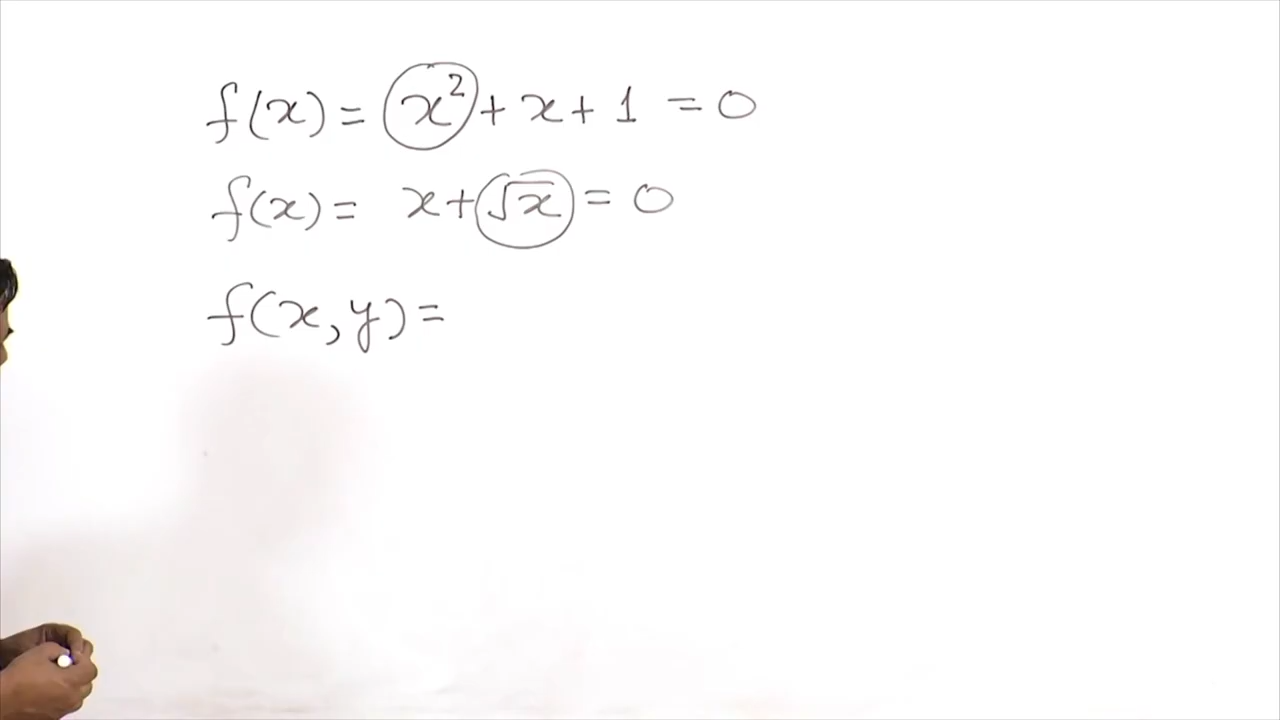 f(x) = x² + x + 1 = 0
f(x) = x + √x = 0
f(x, y) =